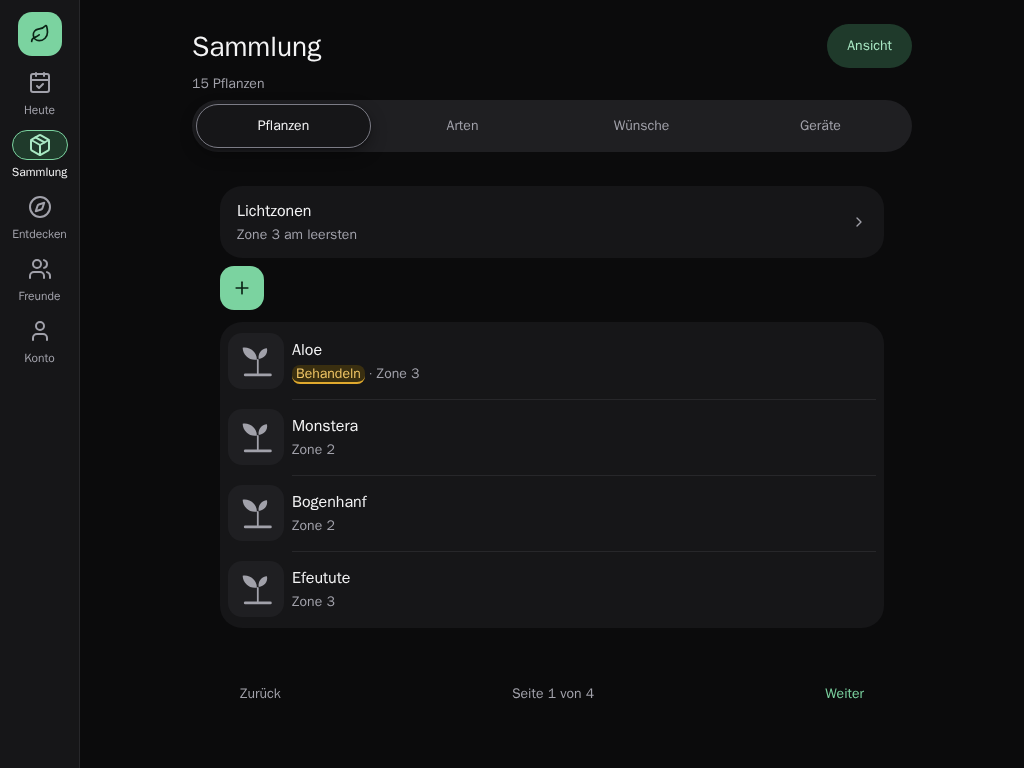 Heute
Sammlung
Entdecken
Freunde
Konto
Sammlung
Ansicht
15 Pflanzen
Pflanzen
Arten
Wünsche
Geräte
Lichtzonen
Zone 3 am leersten
Aloe
Behandeln · Zone 3
Monstera
Zone 2
Bogenhanf
Zone 2
Efeutute
Zone 3
Zurück
Seite 1 von 4
Weiter